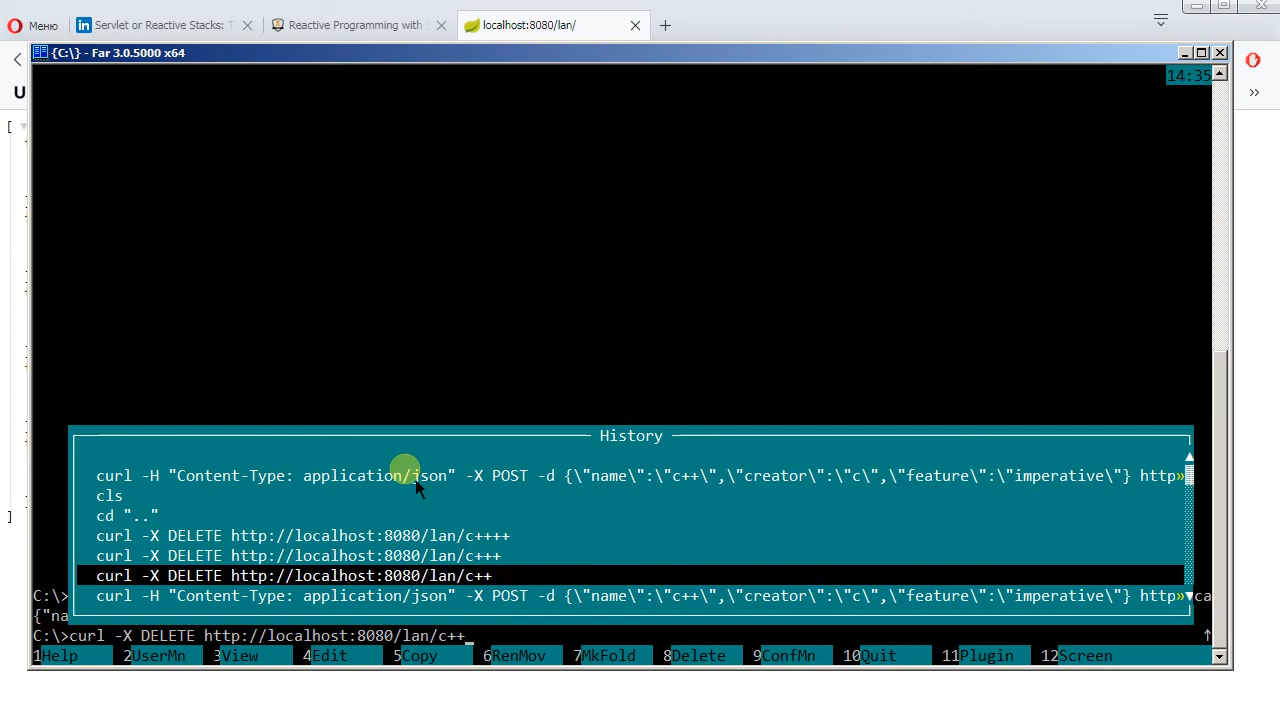 Меню
Servlet or Reactive Stacks: T
Reactive Programming with S
localhost:8080/lan/
{C:\} - Far 3.0.5000 x64
U
14:35
[
]
History
curl -H "Content-Type: application/json" -X POST -d {\"name\":\"c++\",\"creator\":\"c\",\"feature\":\"imperative\"} http»
cls
cd ".."
curl -X DELETE http://localhost:8080/lan/c++++
curl -X DELETE http://localhost:8080/lan/c+++
curl -X DELETE http://localhost:8080/lan/c++
C:\> curl -H "Content-Type: application/json" -X POST -d {\"name\":\"c++\",\"creator\":\"c\",\"feature\":\"imperative\"} http» ca
{"na
C:\>curl -X DELETE http://localhost:8080/lan/c++
1Help 2UserMn 3View 4Edit 5Copy 6RenMov 7MkFold 8Delete 9ConfMn 10Quit 11Plugin 12Screen